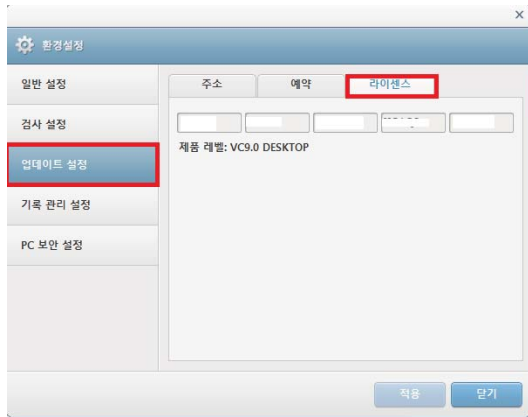 환경설정
일반 설정
검사 설정
업데이트 설정
기록 관리 설정
PC 보안 설정
주소
예약
라이센스
제품 레벨: VC9.0 DESKTOP
적용
닫기